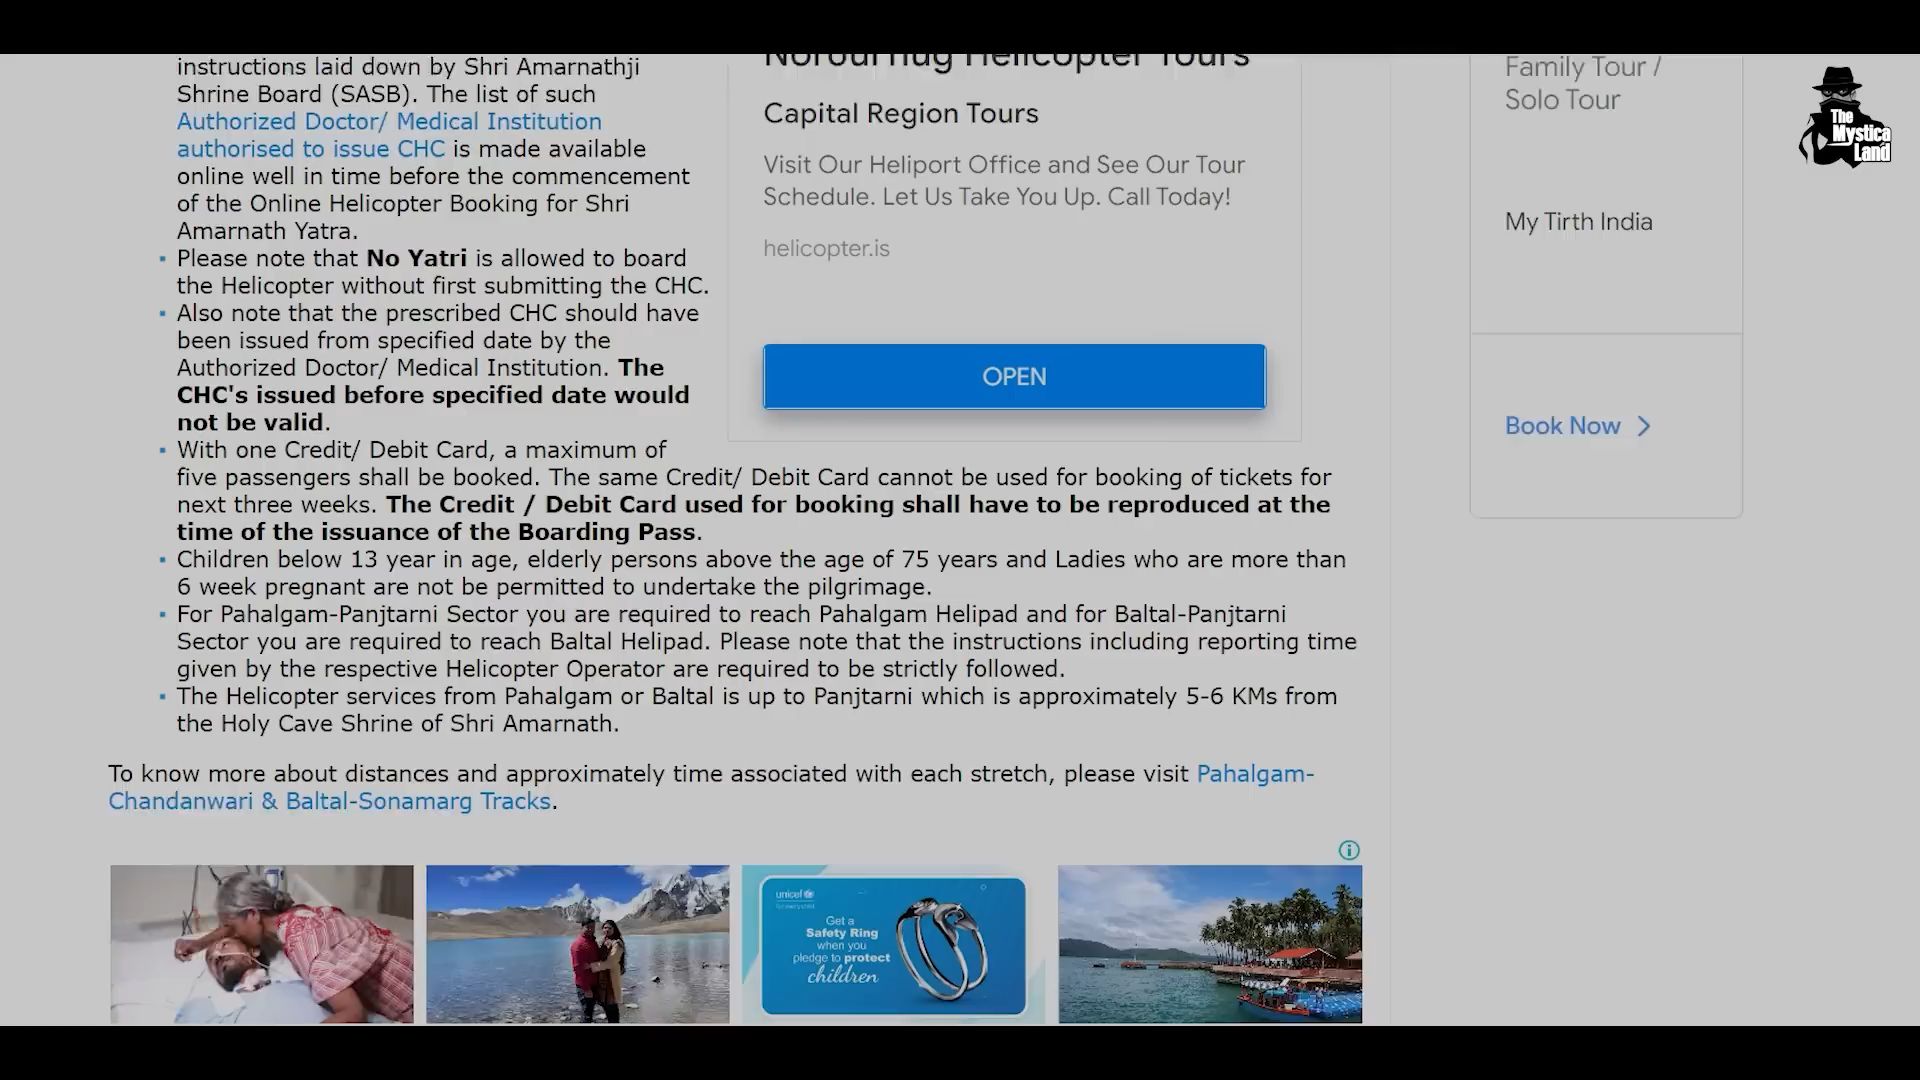 instructions laid down by Shri Amarnathji
Shrine Board (SASB). The list of such
Authorized Doctor/ Medical Institution
authorised to issue CHC is made available
online well in time before the commencement
of the Online Helicopter Booking for Shri
Amarnath Yatra.
Please note that No Yatri is allowed to board
the Helicopter without first submitting the CHC.
Also note that the prescribed CHC should have
been issued from specified date by the
Authorized Doctor/ Medical Institution. The
CHC's issued before specified date would
not be valid.
With one Credit/ Debit Card, a maximum of
five passengers shall be booked. The same Credit/ Debit Card cannot be used for booking of tickets for
next three weeks. The Credit / Debit Card used for booking shall have to be reproduced at the
time of the issuance of the Boarding Pass.
Children below 13 year in age, elderly persons above the age of 75 years and Ladies who are more than
6 week pregnant are not be permitted to undertake the pilgrimage.
For Pahalgam-Panjtarni Sector you are required to reach Pahalgam Helipad and for Baltal-Panjtarni
Sector you are required to reach Baltal Helipad. Please note that the instructions including reporting time
given by the respective Helicopter Operator are required to be strictly followed.
The Helicopter services from Pahalgam or Baltal is up to Panjtarni which is approximately 5-6 KMs from
the Holy Cave Shrine of Shri Amarnath.
To know more about distances and approximately time associated with each stretch, please visit Pahalgam-
Chandanwari & Baltal-Sonamarg Tracks.
Helicopter Tours
Capital Region Tours
Visit Our Heliport Office and See Our Tour
Schedule. Let Us Take You Up. Call Today!
helicopter.is
OPEN
Family Tour /
Solo Tour
My Tirth India
Book Now
The
Mystica
Land
unicef
Get a
Safety Ring
when you
pledge to protect
children